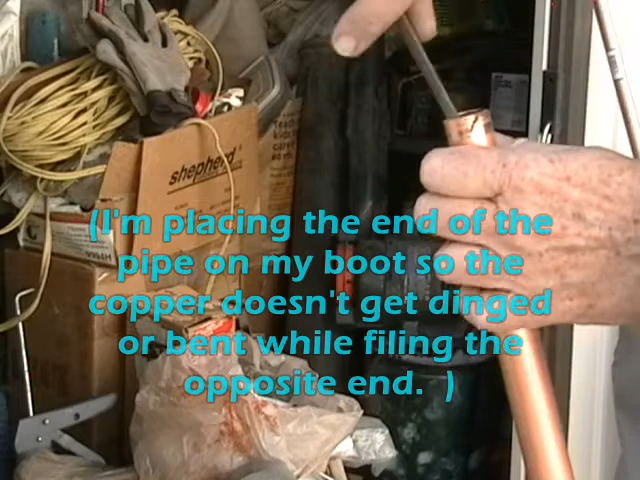 shepherd
(I'm placing the end of the
pipe on my boot so the
copper doesn't get dinged
or bent while filing the
opposite end.  )